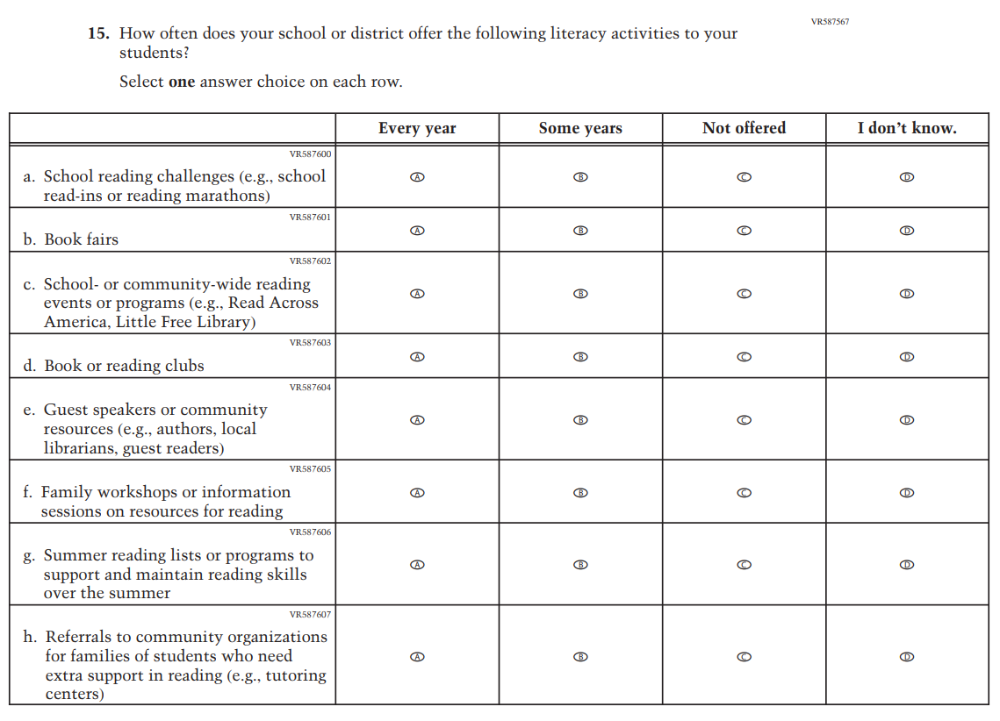 VR587567
15. How often does your school or district offer the following literacy activities to your
students?
Select one answer choice on each row.
Every year Some years Not offered I don’t know.
VR587600
a. School reading challenges (e.g., school
read-ins or reading marathons)
A B C D
VR587601
b. Book fairs
A B C D
VR587602
c. School- or community-wide reading
events or programs (e.g., Read Across
America, Little Free Library)
A B C D
VR587603
d. Book or reading clubs
A B C D
VR587604
e. Guest speakers or community
resources (e.g., authors, local
librarians, guest readers)
A B C D
VR587605
f. Family workshops or information
sessions on resources for reading
A B C D
VR587606
g. Summer reading lists or programs to
support and maintain reading skills
over the summer
A B C D
VR587607
h. Referrals to community organizations
for families of students who need
extra support in reading (e.g., tutoring
centers)
A B C D